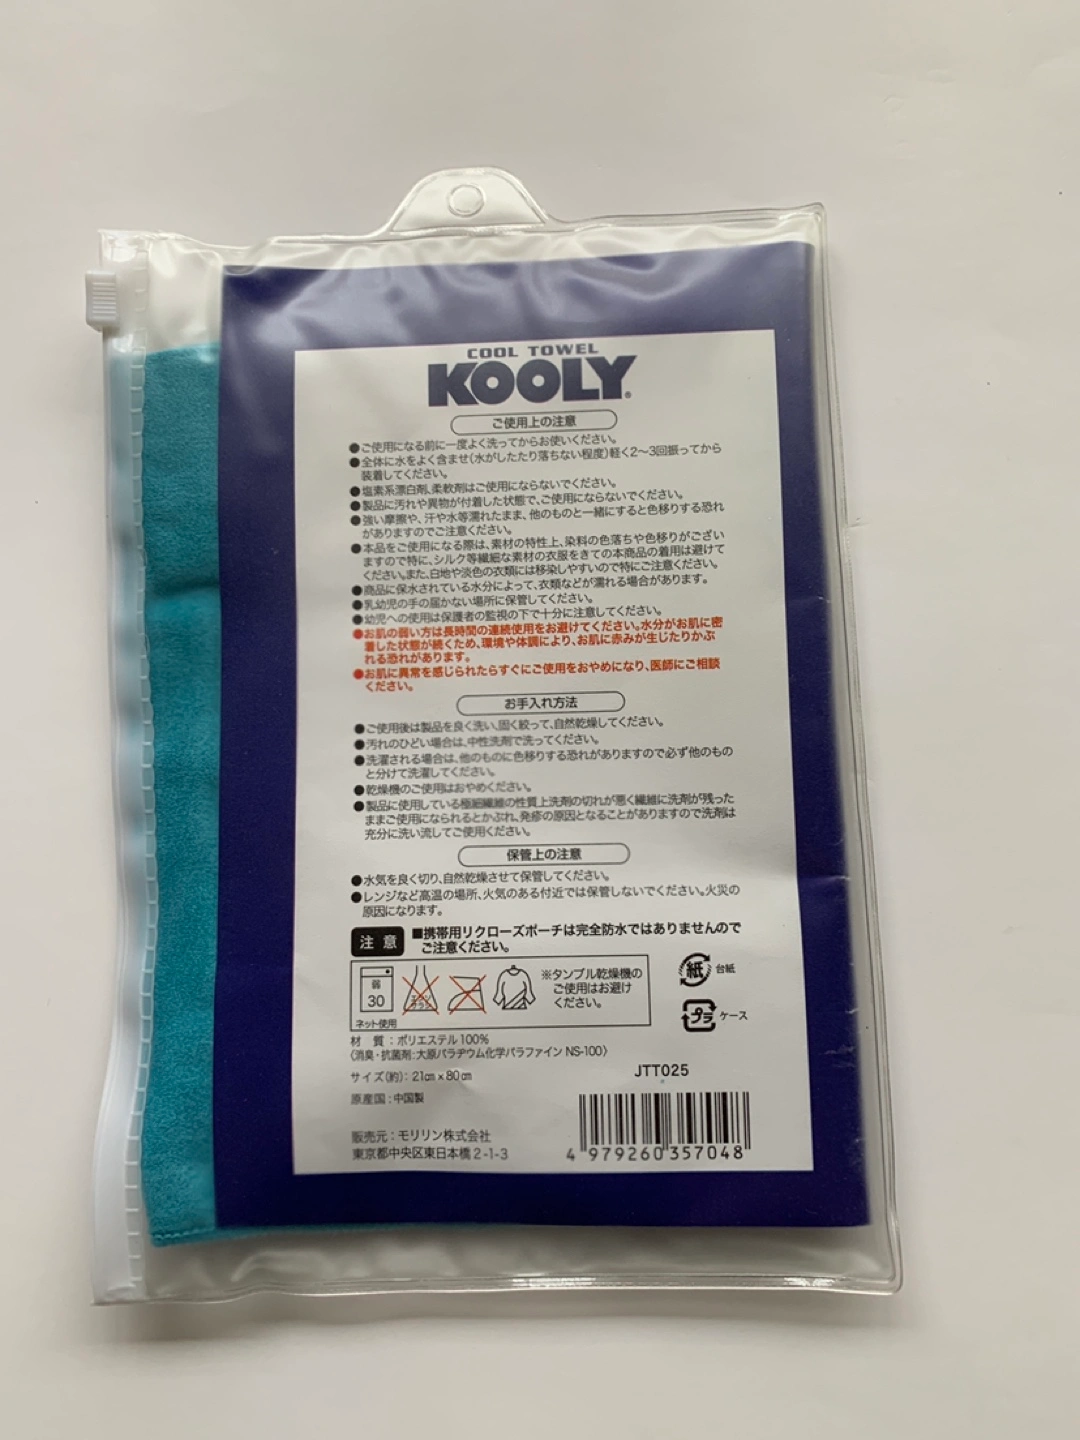 COOL TOWEL
KOOLY®
ご使用上の注意
●ご使用になる前に一度よく洗ってからお使いください。
●全体に水をよく含ませ(水がしたたり落ちない程度)軽く2〜3回振ってから
装着してください。
●塩素系漂白剤、柔軟剤はご使用にならないでください。
●製品に汚れや異物が付着した状態で、ご使用にならないでください。
●強い摩擦や、汗や水等濡れたまま、他のものと一緒にすると色移りする恐れ
がありますのでご注意ください。
●本品をご使用になる際は、素材の特性上、染料の色落ちや色移りがござい
ますので特に、シルク等繊細な素材の衣服をきての本商品の着用は避けて
ください。また、白地や淡色の衣類には移染しやすいので特にご注意ください。
●商品に保水されている水分によって、衣類などが濡れる場合があります。
●乳幼児の手の届かない場所に保管してください。
●幼児への使用は保護者の監視の下で十分に注意してください。
●お肌の弱い方は長時間の連続使用をお避けてください。水分がお肌に密
着した状態が続くため、環境や体調により、お肌に赤みが生じたりかぶ
れる恐れがあります。
●お肌に異常を感じられたらすぐにご使用をおやめになり、医師にご相談
ください。
お手入れ方法
●ご使用後は製品を良く洗い、固く絞って、自然乾燥してください。
●汚れのひどい場合は、中性洗剤で洗ってください。
●洗濯される場合は、他のものに色移りする恐れがありますので必ず他のもの
と分けて洗濯してください。
●乾燥機のご使用はおやめください。
●製品に使用している極細繊維の性質上洗剤の切れが悪く繊維に洗剤が残った
ままご使用になられるとかぶれ、発疹の原因となることがありますので洗剤は
充分に洗い流してご使用ください。
保管上の注意
●水気を良く切り、自然乾燥させて保管してください。
●レンジなど高温の場所、火気のある付近では保管しないでください。火災の
原因になります。
注意 ■携帯用リクローズポーチは完全防水ではありませんので
ご注意ください。
弱
30
ネット使用
エンソ
サラシ
※タンブル乾燥機の
ご使用はお避け
ください。
紙 台紙
プラ ケース
材 質:ポリエステル100%
〈消臭・抗菌剤:大原パラヂウム化学パラファイン NS-100〉
サイズ(約):21㎝×80㎝
原産国:中国製
販売元:モリリン株式会社
東京都中央区東日本橋2-1-3
JTT025
4 979260 357048